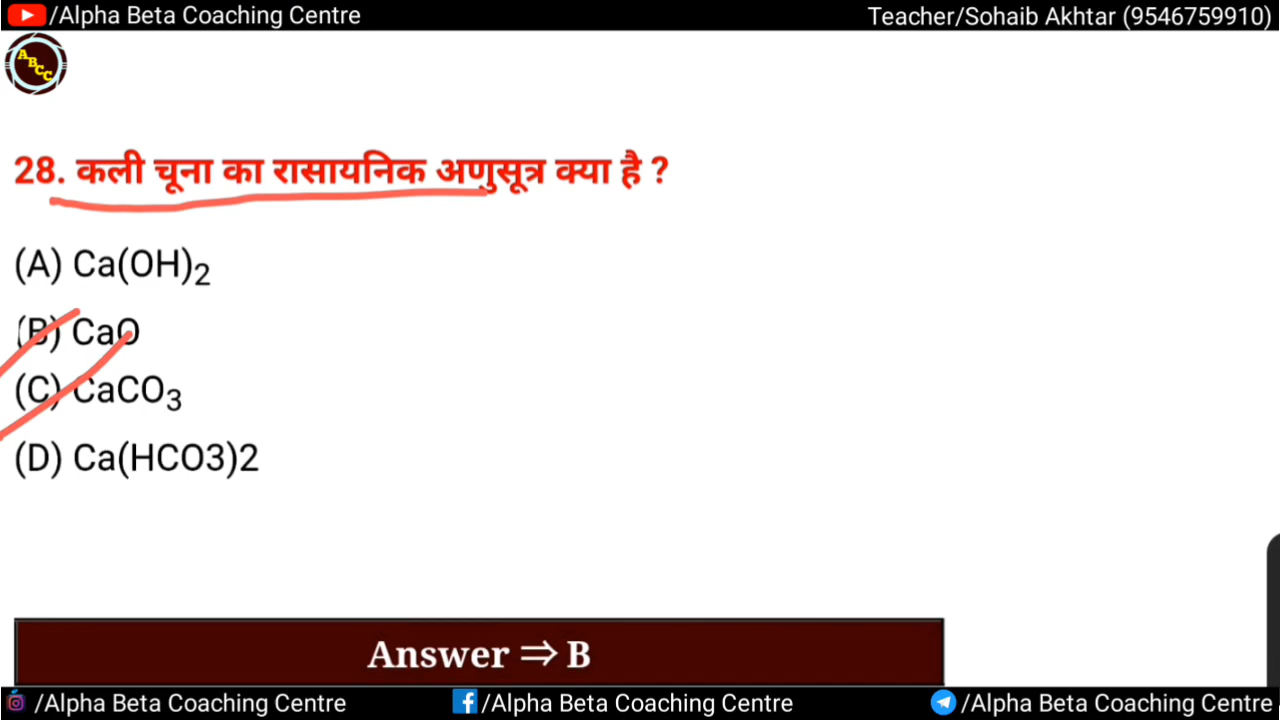 /Alpha Beta Coaching Centre
Teacher/Sohaib Akhtar (9546759910)
ABCC
28. कली चूना का रासायनिक अणुसूत्र क्या है ?
(A) Ca(OH)₂
(B) CaO
(C) CaCO₃
(D) Ca(HCO3)2
Answer ⇒ B
/Alpha Beta Coaching Centre
/Alpha Beta Coaching Centre
/Alpha Beta Coaching Centre